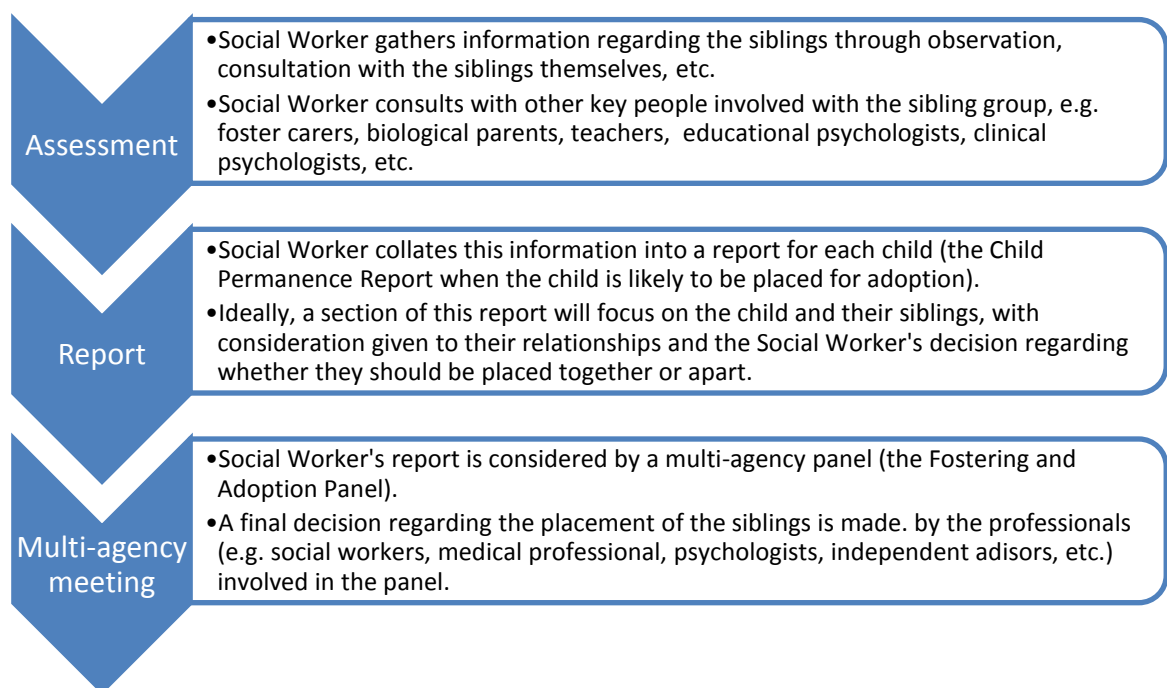 Assessment
•Social Worker gathers information regarding the siblings through observation,
consultation with the siblings themselves, etc.
•Social Worker consults with other key people involved with the sibling group, e.g.
foster carers, biological parents, teachers,  educational psychologists, clinical
psychologists, etc.
Report
•Social Worker collates this information into a report for each child (the Child
Permanence Report when the child is likely to be placed for adoption).
•Ideally, a section of this report will focus on the child and their siblings, with
consideration given to their relationships and the Social Worker's decision regarding
whether they should be placed together or apart.
Multi-agency
meeting
•Social Worker's report is considered by a multi-agency panel (the Fostering and
Adoption Panel).
•A final decision regarding the placement of the siblings is made. by the professionals
(e.g. social workers, medical professional, psychologists, independent adisors, etc.)
involved in the panel.